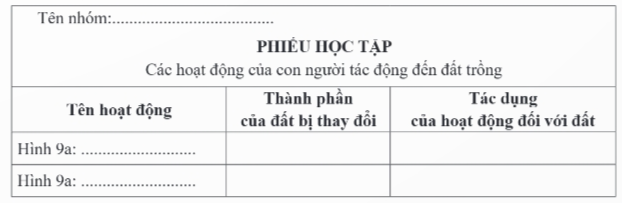 Tên nhóm:..........................................
PHIẾU HỌC TẬP
Các hoạt động của con người tác động đến đất trồng
Tên hoạt động
Thành phần
của đất bị thay đổi
Tác dụng
của hoạt động đối với đất
Hình 9a: ..............................
Hình 9a: ..............................